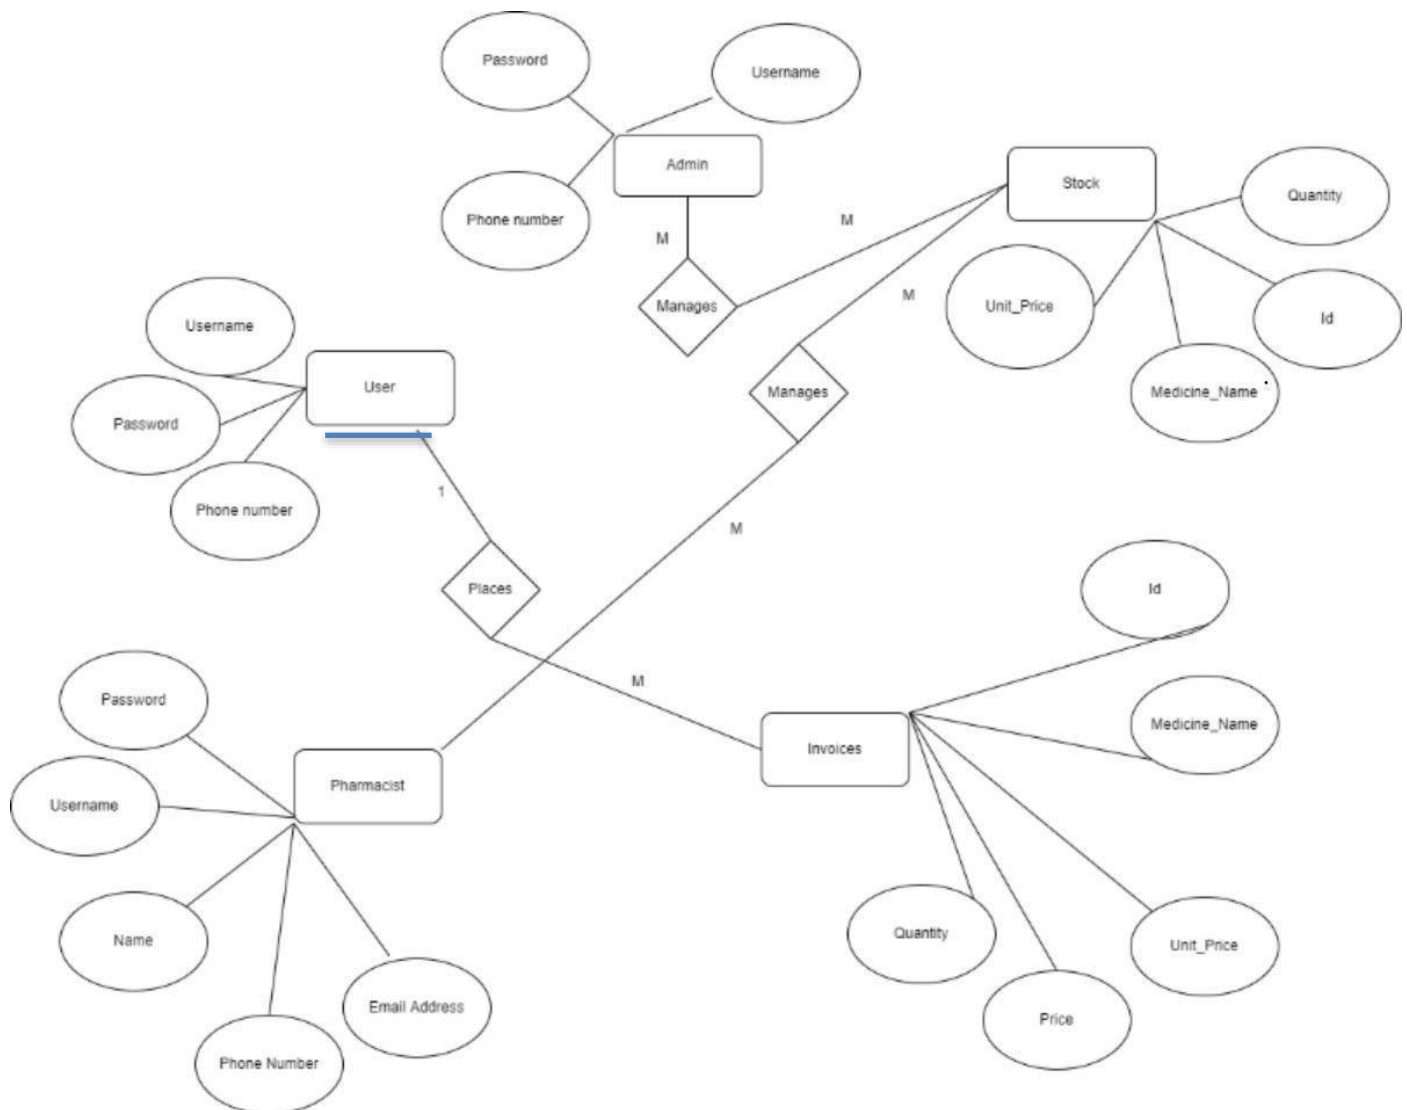 Password
Username
Admin
Phone number
Stock
Quantity
M
M
Manages
Unit_Price
M
Id
Username
User
Manages
Medicine_Name
Password
1
Phone number
M
Places
Id
M
Password
Medicine_Name
Invoices
Pharmacist
Username
Quantity
Name
Unit_Price
Email Address
Price
Phone Number